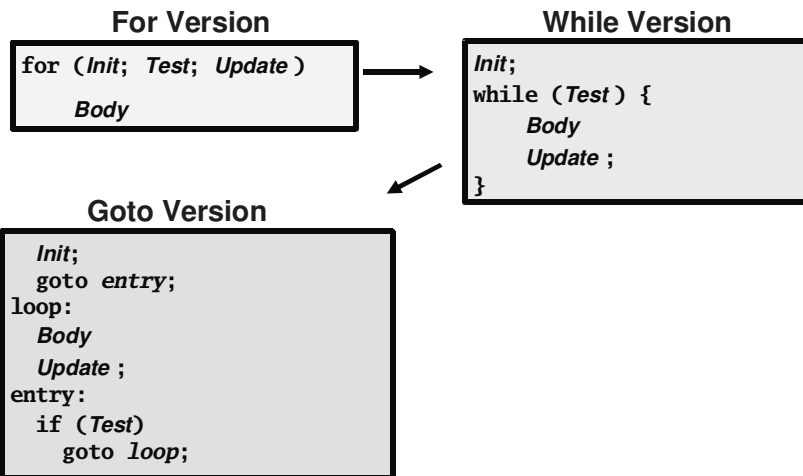 For Version
for (Init; Test; Update )
Body
While Version
Init;
while (Test ) {
Body
Update ;
}
Goto Version
Init;
goto entry;
loop:
Body
Update ;
entry:
if (Test)
goto loop;